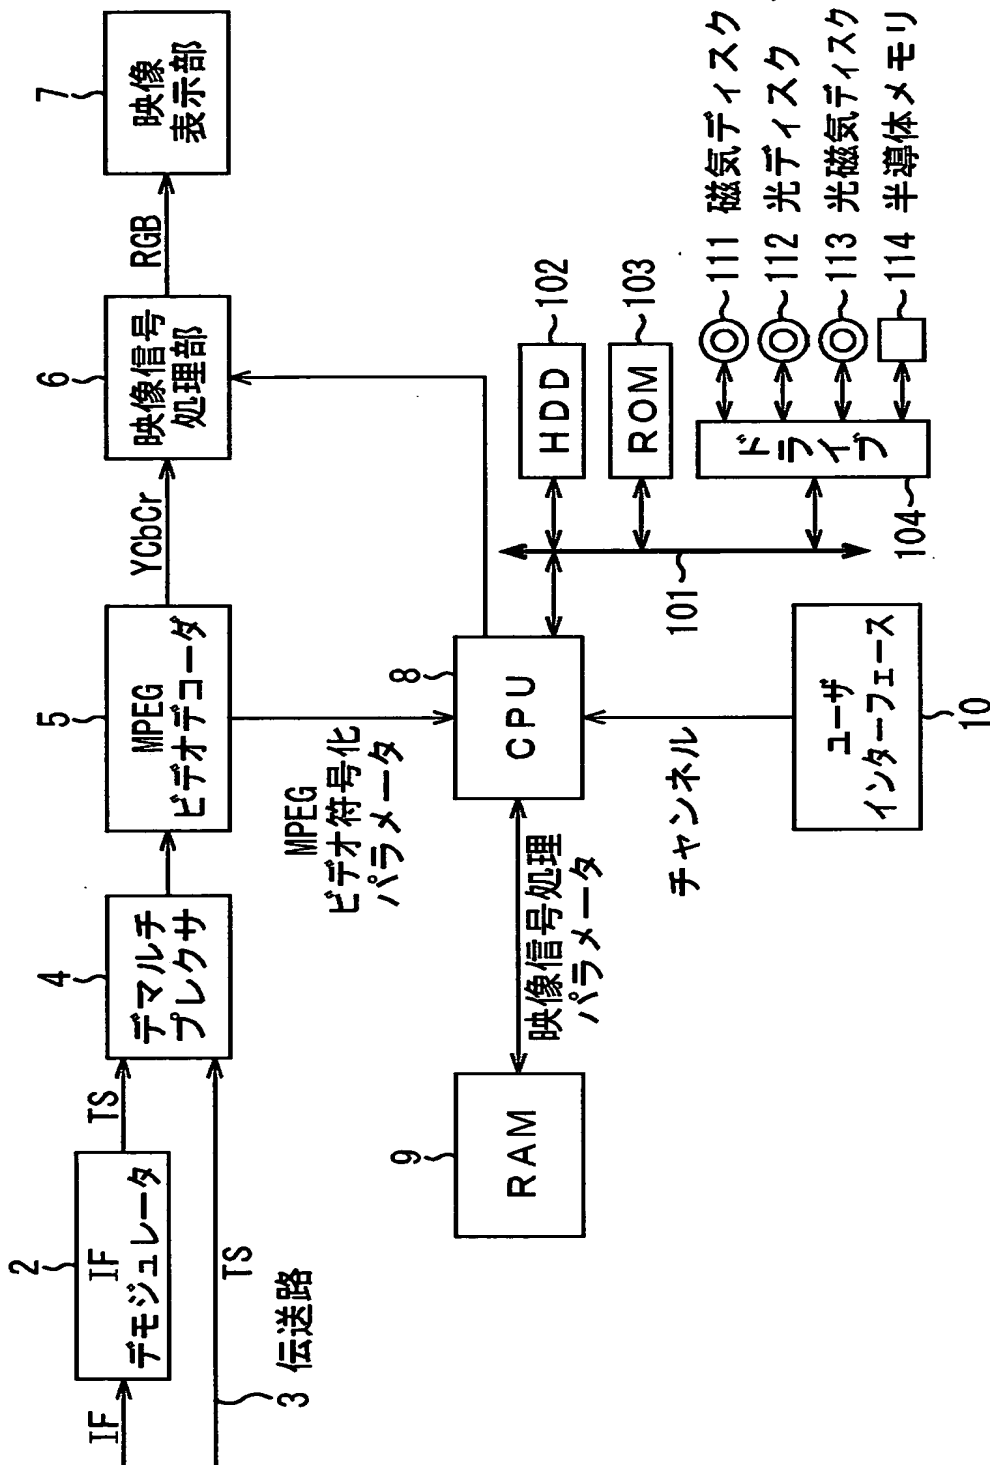 IF
2
IF
デモジュレータ
TS
3 伝送路
TS
4
デマルチ
プレクサ
5
MPEG
ビデオデコーダ
YCbCr
6
映像信号
処理部
RGB
7
映像
表示部
MPEG
ビデオ符号化
パラメータ
9
RAM
映像信号処理
パラメータ
8
CPU
チャンネル
ユーザ
インターフェース
10
101
HDD
102
ROM
103
ドライブ
104
111 磁気ディスク
112 光ディスク
113 光磁気ディスク
114 半導体メモリ